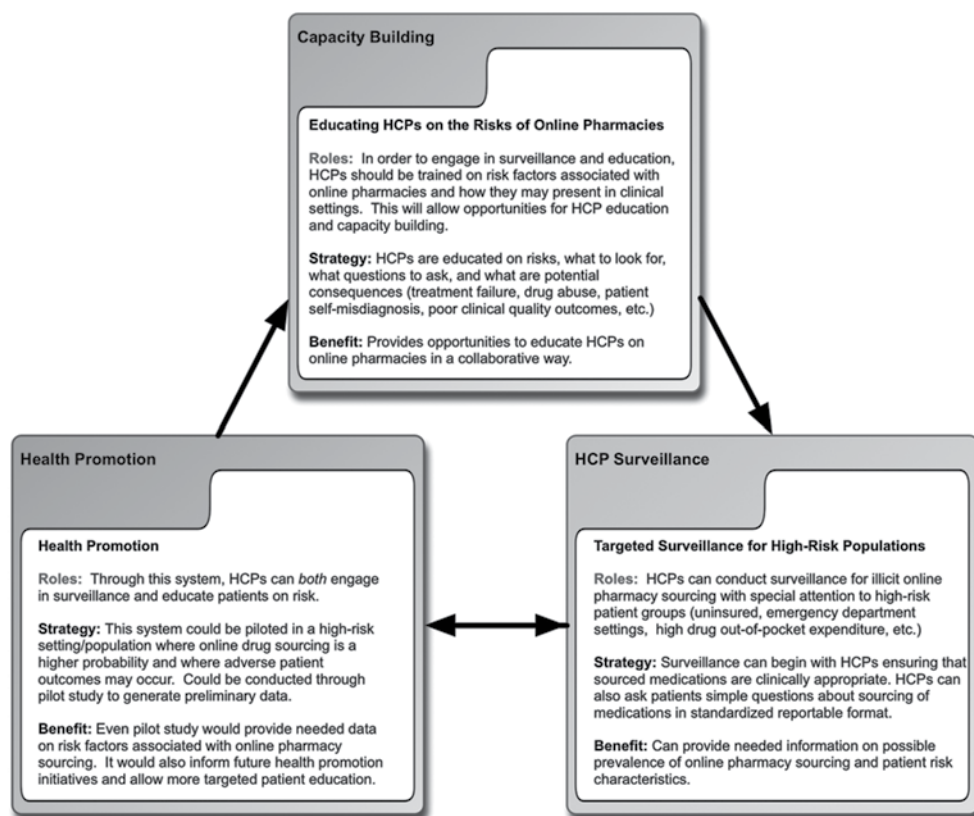 Capacity Building
Educating HCPs on the Risks of Online Pharmacies
Roles: In order to engage in surveillance and education,
HCPs should be trained on risk factors associated with
online pharmacies and how they may present in clinical
settings. This will allow opportunities for HCP education
and capacity building.
Strategy: HCPs are educated on risks, what to look for,
what questions to ask, and what are potential
consequences (treatment failure, drug abuse, patient
self-misdiagnosis, poor clinical quality outcomes, etc.)
Benefit: Provides opportunities to educate HCPs on
online pharmacies in a collaborative way.
Health Promotion
Health Promotion
Roles: Through this system, HCPs can both engage
in surveillance and educate patients on risk.
Strategy: This system could be piloted in a high-risk
setting/population where online drug sourcing is a
higher probability and where adverse patient
outcomes may occur. Could be conducted through
pilot study to generate preliminary data.
Benefit: Even pilot study would provide needed data
on risk factors associated with online pharmacy
sourcing. It would also inform future health promotion
initiatives and allow more targeted patient education.
HCP Surveillance
Targeted Surveillance for High-Risk Populations
Roles: HCPs can conduct surveillance for illicit online
pharmacy sourcing with special attention to high-risk
patient groups (uninsured, emergency department
settings, high drug out-of-pocket expenditure, etc.)
Strategy: Surveillance can begin with HCPs ensuring that
sourced medications are clinically appropriate. HCPs can
also ask patients simple questions about sourcing of
medications in standardized reportable format.
Benefit: Can provide needed information on possible
prevalence of online pharmacy sourcing and patient risk
characteristics.